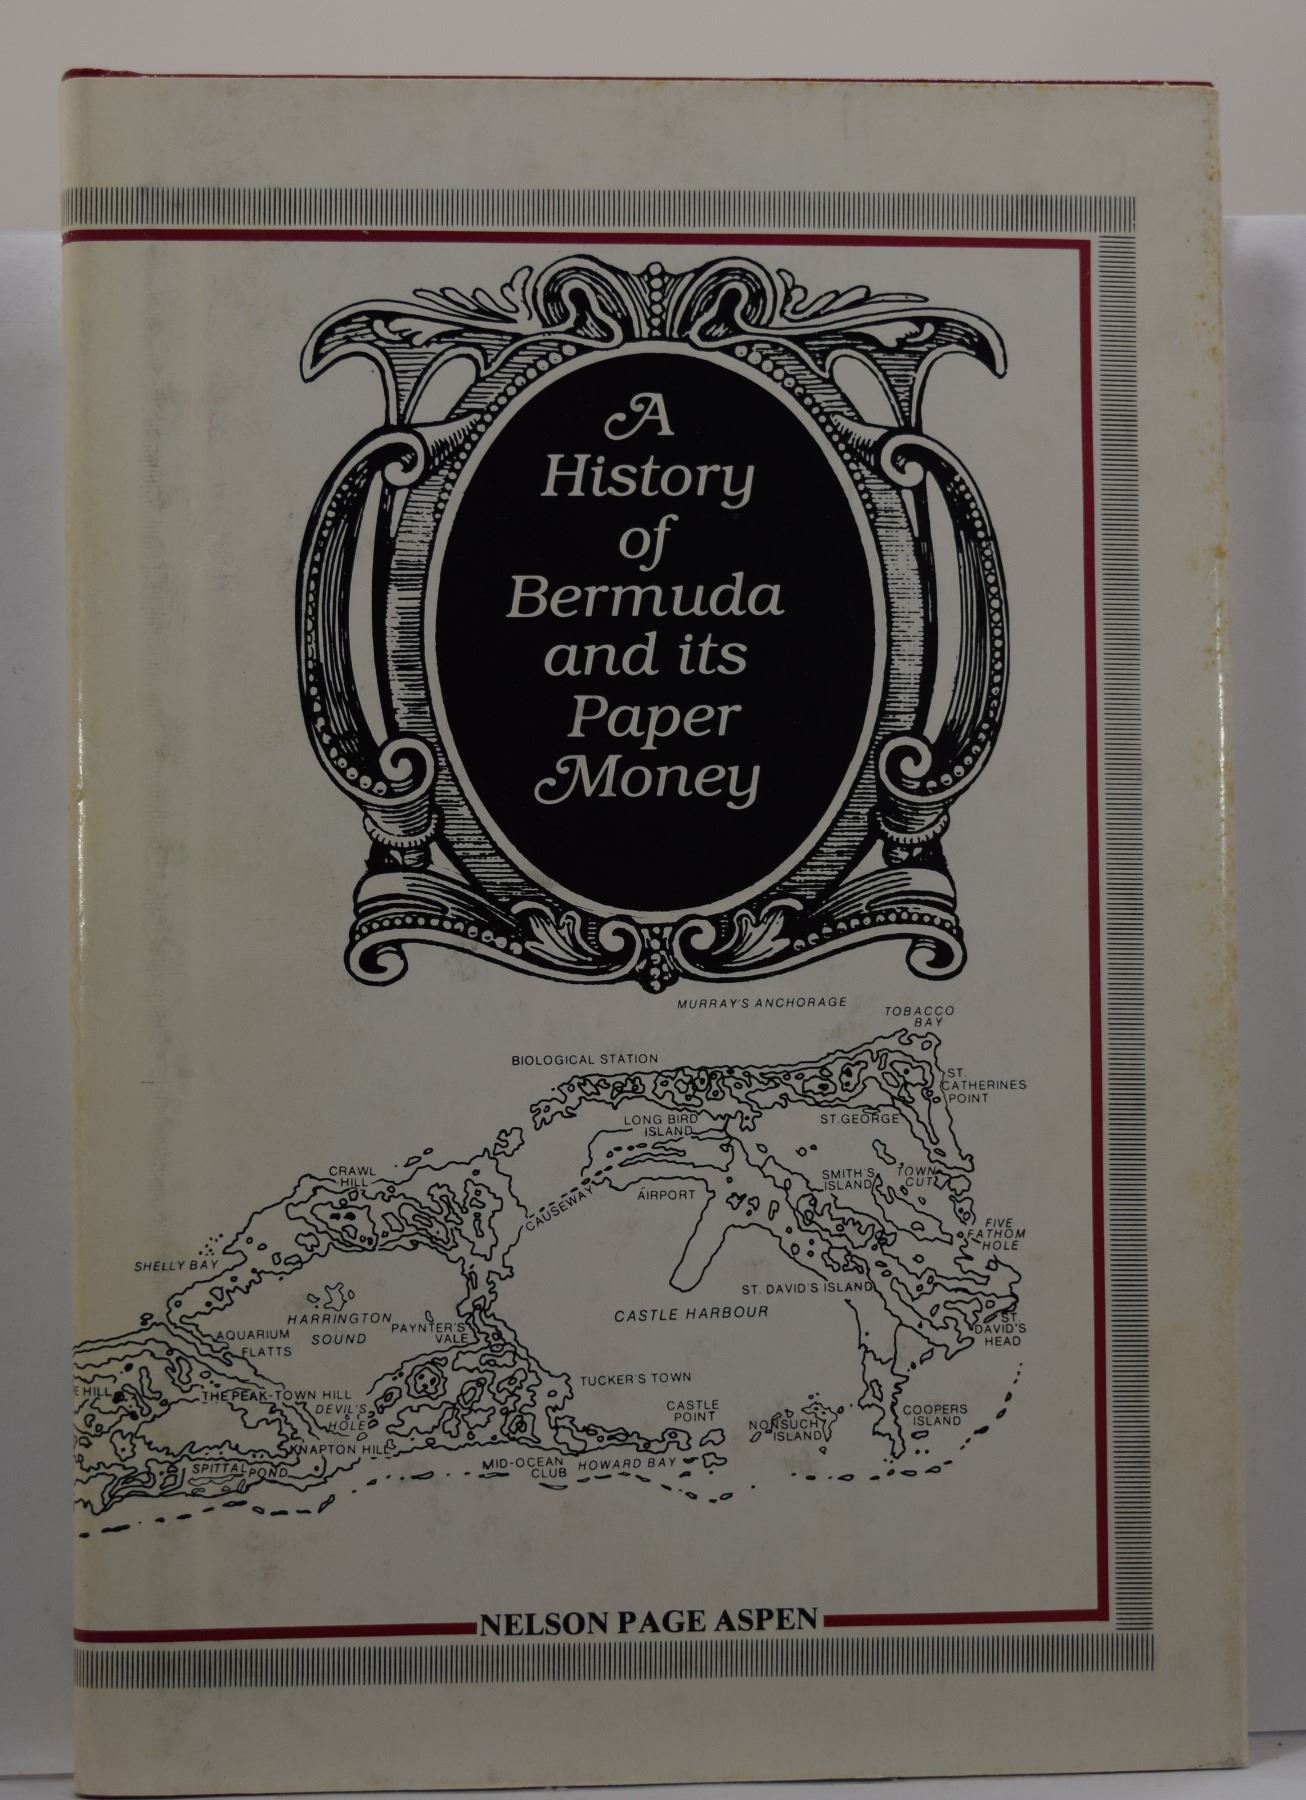 A
History
of
Bermuda
and its
Paper
Money
MURRAY'S ANCHORAGE
TOBACCO
BAY
BIOLOGICAL STATION
ST.
CATHERINES
POINT
LONG BIRD
ISLAND
ST. GEORGE
CRAWL
HILL
SMITH'S
ISLAND
TOWN
CUT
CAUSEWAY
AIRPORT
FIVE
FATHOM
HOLE
SHELLY BAY
ST. DAVID'S ISLAND
HARRINGTON
SOUND
PAYNTER'S
VALE
CASTLE HARBOUR
ST.
DAVID'S
HEAD
AQUARIUM
FLATTS
TUCKER'S TOWN
E HILL
THE PEAK-TOWN HILL
DEVIL'S
HOLE
CASTLE
POINT
NONSUCH
ISLAND
COOPERS
ISLAND
KNAPTON HILL
SPITTAL POND
MID-OCEAN
CLUB
HOWARD BAY
NELSON PAGE ASPEN